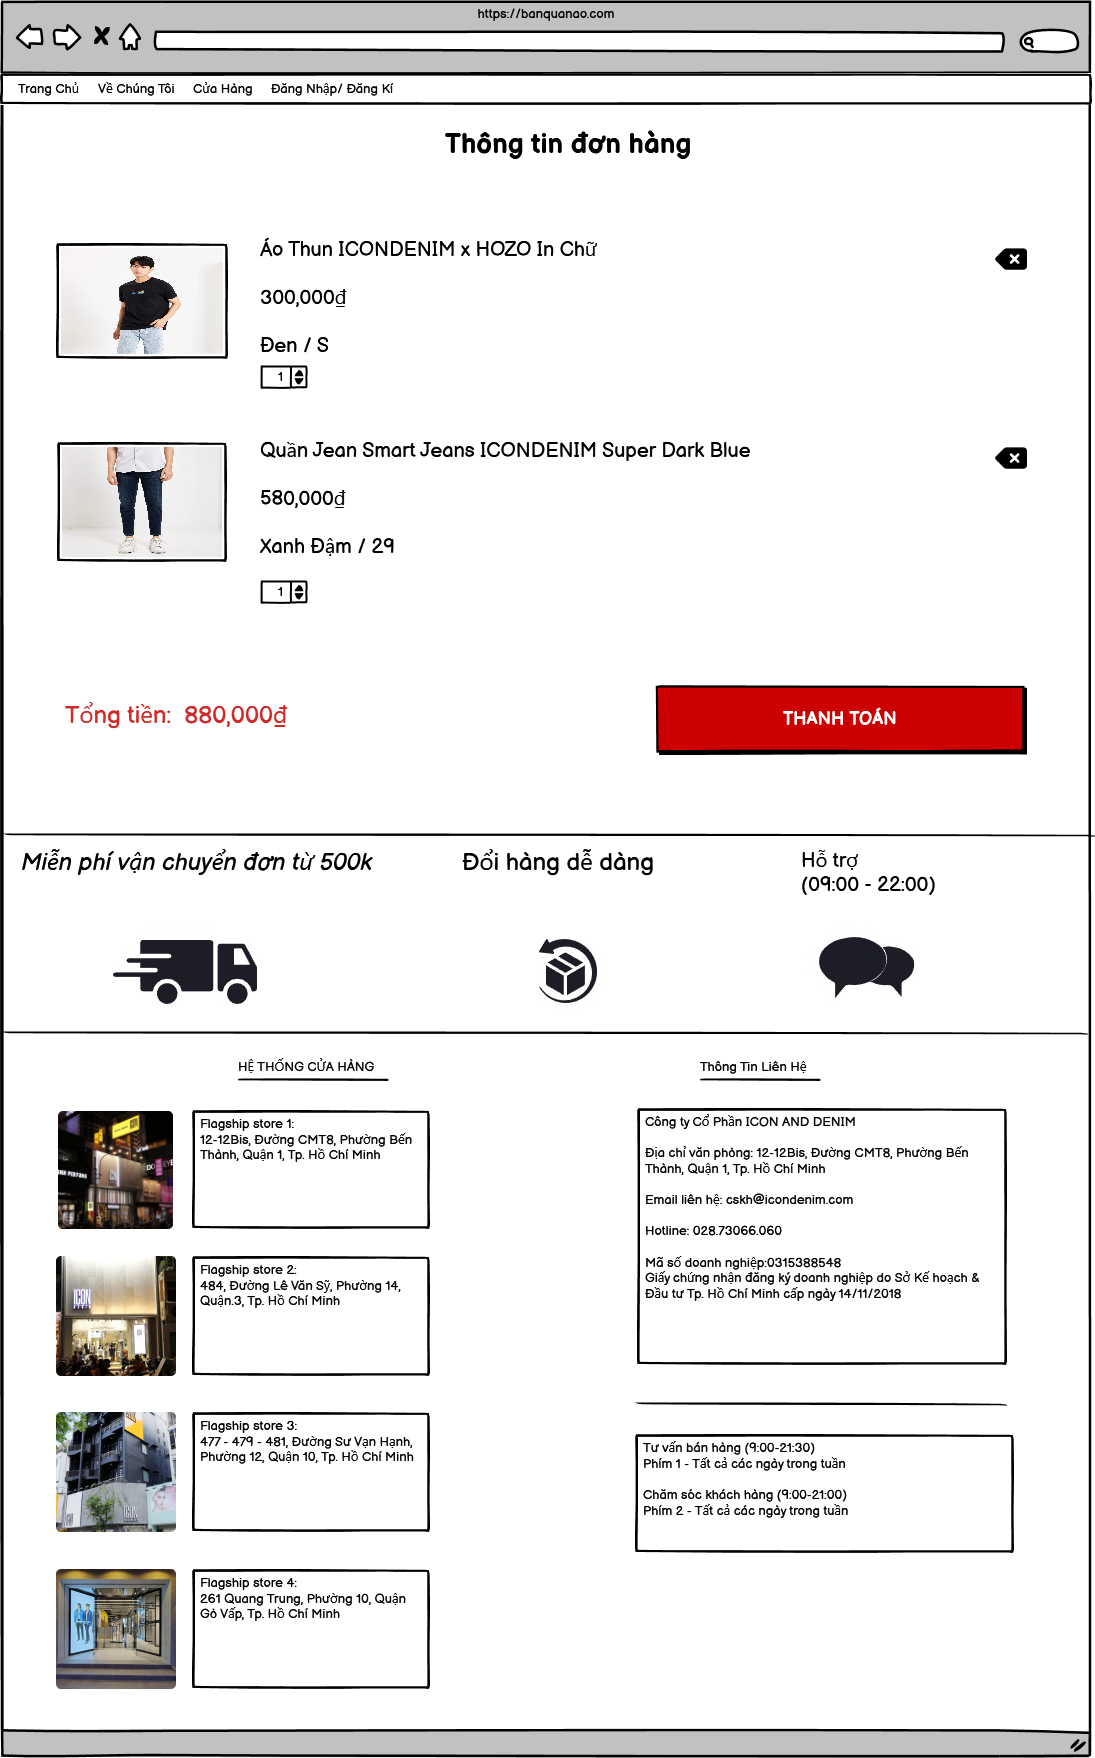 https://banquanao.com
Trang Chủ Về Chúng Tôi Cửa Hàng Đăng Nhập/ Đăng Kí
Thông tin đơn hàng
Áo Thun ICONDENIM x HOZO In Chữ
300,000₫
Đen / S
1
Quần Jean Smart Jeans ICONDENIM Super Dark Blue
580,000₫
Xanh Đậm / 29
1
Tổng tiền: 880,000₫
THANH TOÁN
Miễn phí vận chuyển đơn từ 500k
Đổi hàng dễ dàng
Hỗ trợ
(09:00 - 22:00)
HỆ THỐNG CỬA HÀNG
Flagship store 1:
12-12Bis, Đường CMT8, Phường Bến
Thành, Quận 1, Tp. Hồ Chí Minh
ICON
Flagship store 2:
484, Đường Lê Văn Sỹ, Phường 14,
Quận.3, Tp. Hồ Chí Minh
Flagship store 3:
477 - 479 - 481, Đường Sư Vạn Hạnh,
Phường 12, Quận 10, Tp. Hồ Chí Minh
ICON
Flagship store 4:
261 Quang Trung, Phường 10, Quận
Gò Vấp, Tp. Hồ Chí Minh
Thông Tin Liên Hệ
Công ty Cổ Phần ICON AND DENIM
Địa chỉ văn phòng: 12-12Bis, Đường CMT8, Phường Bến
Thành, Quận 1, Tp. Hồ Chí Minh
Email liên hệ: cskh@icondenim.com
Hotline: 028.73066.060
Mã số doanh nghiệp:0315388548
Giấy chứng nhận đăng ký doanh nghiệp do Sở Kế hoạch &
Đầu tư Tp. Hồ Chí Minh cấp ngày 14/11/2018
Tư vấn bán hàng (9:00-21:30)
Phím 1 - Tất cả các ngày trong tuần
Chăm sóc khách hàng (9:00-21:00)
Phím 2 - Tất cả các ngày trong tuần